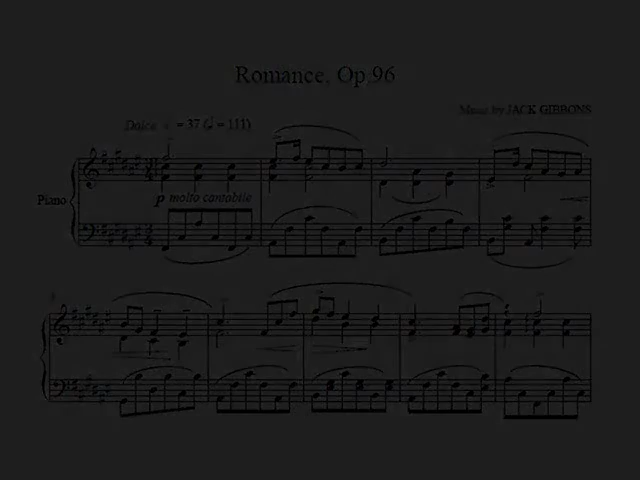 Romance, Op.96
Music by JACK GIBBONS
Dolce = 37 (= 111)
Piano
p molto cantabile